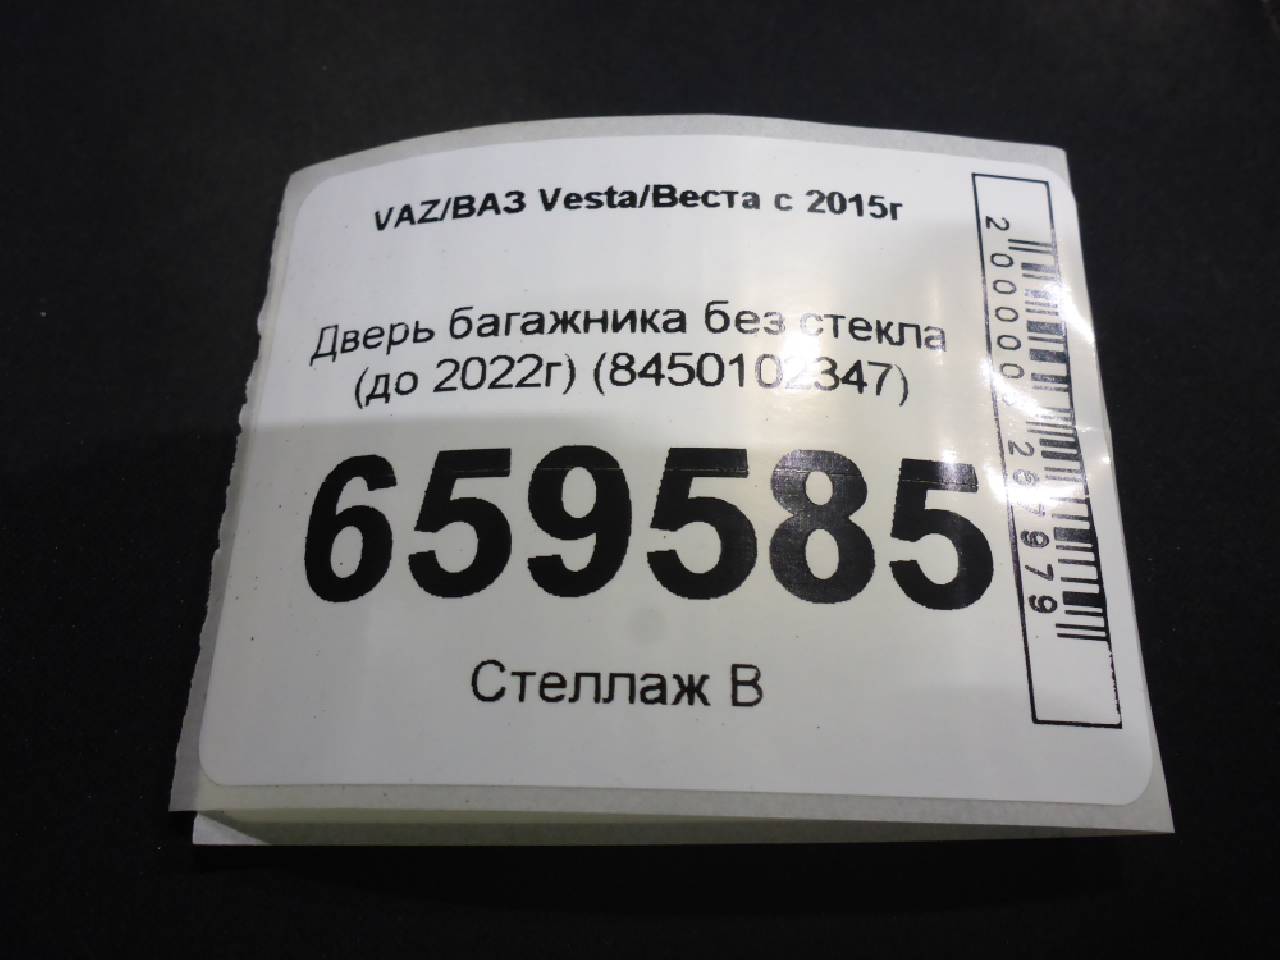 VAZ/ВАЗ Vesta/Веста с 2015г
Дверь багажника без стекла
(до 2022г) (8450102347)
659585
Стеллаж В